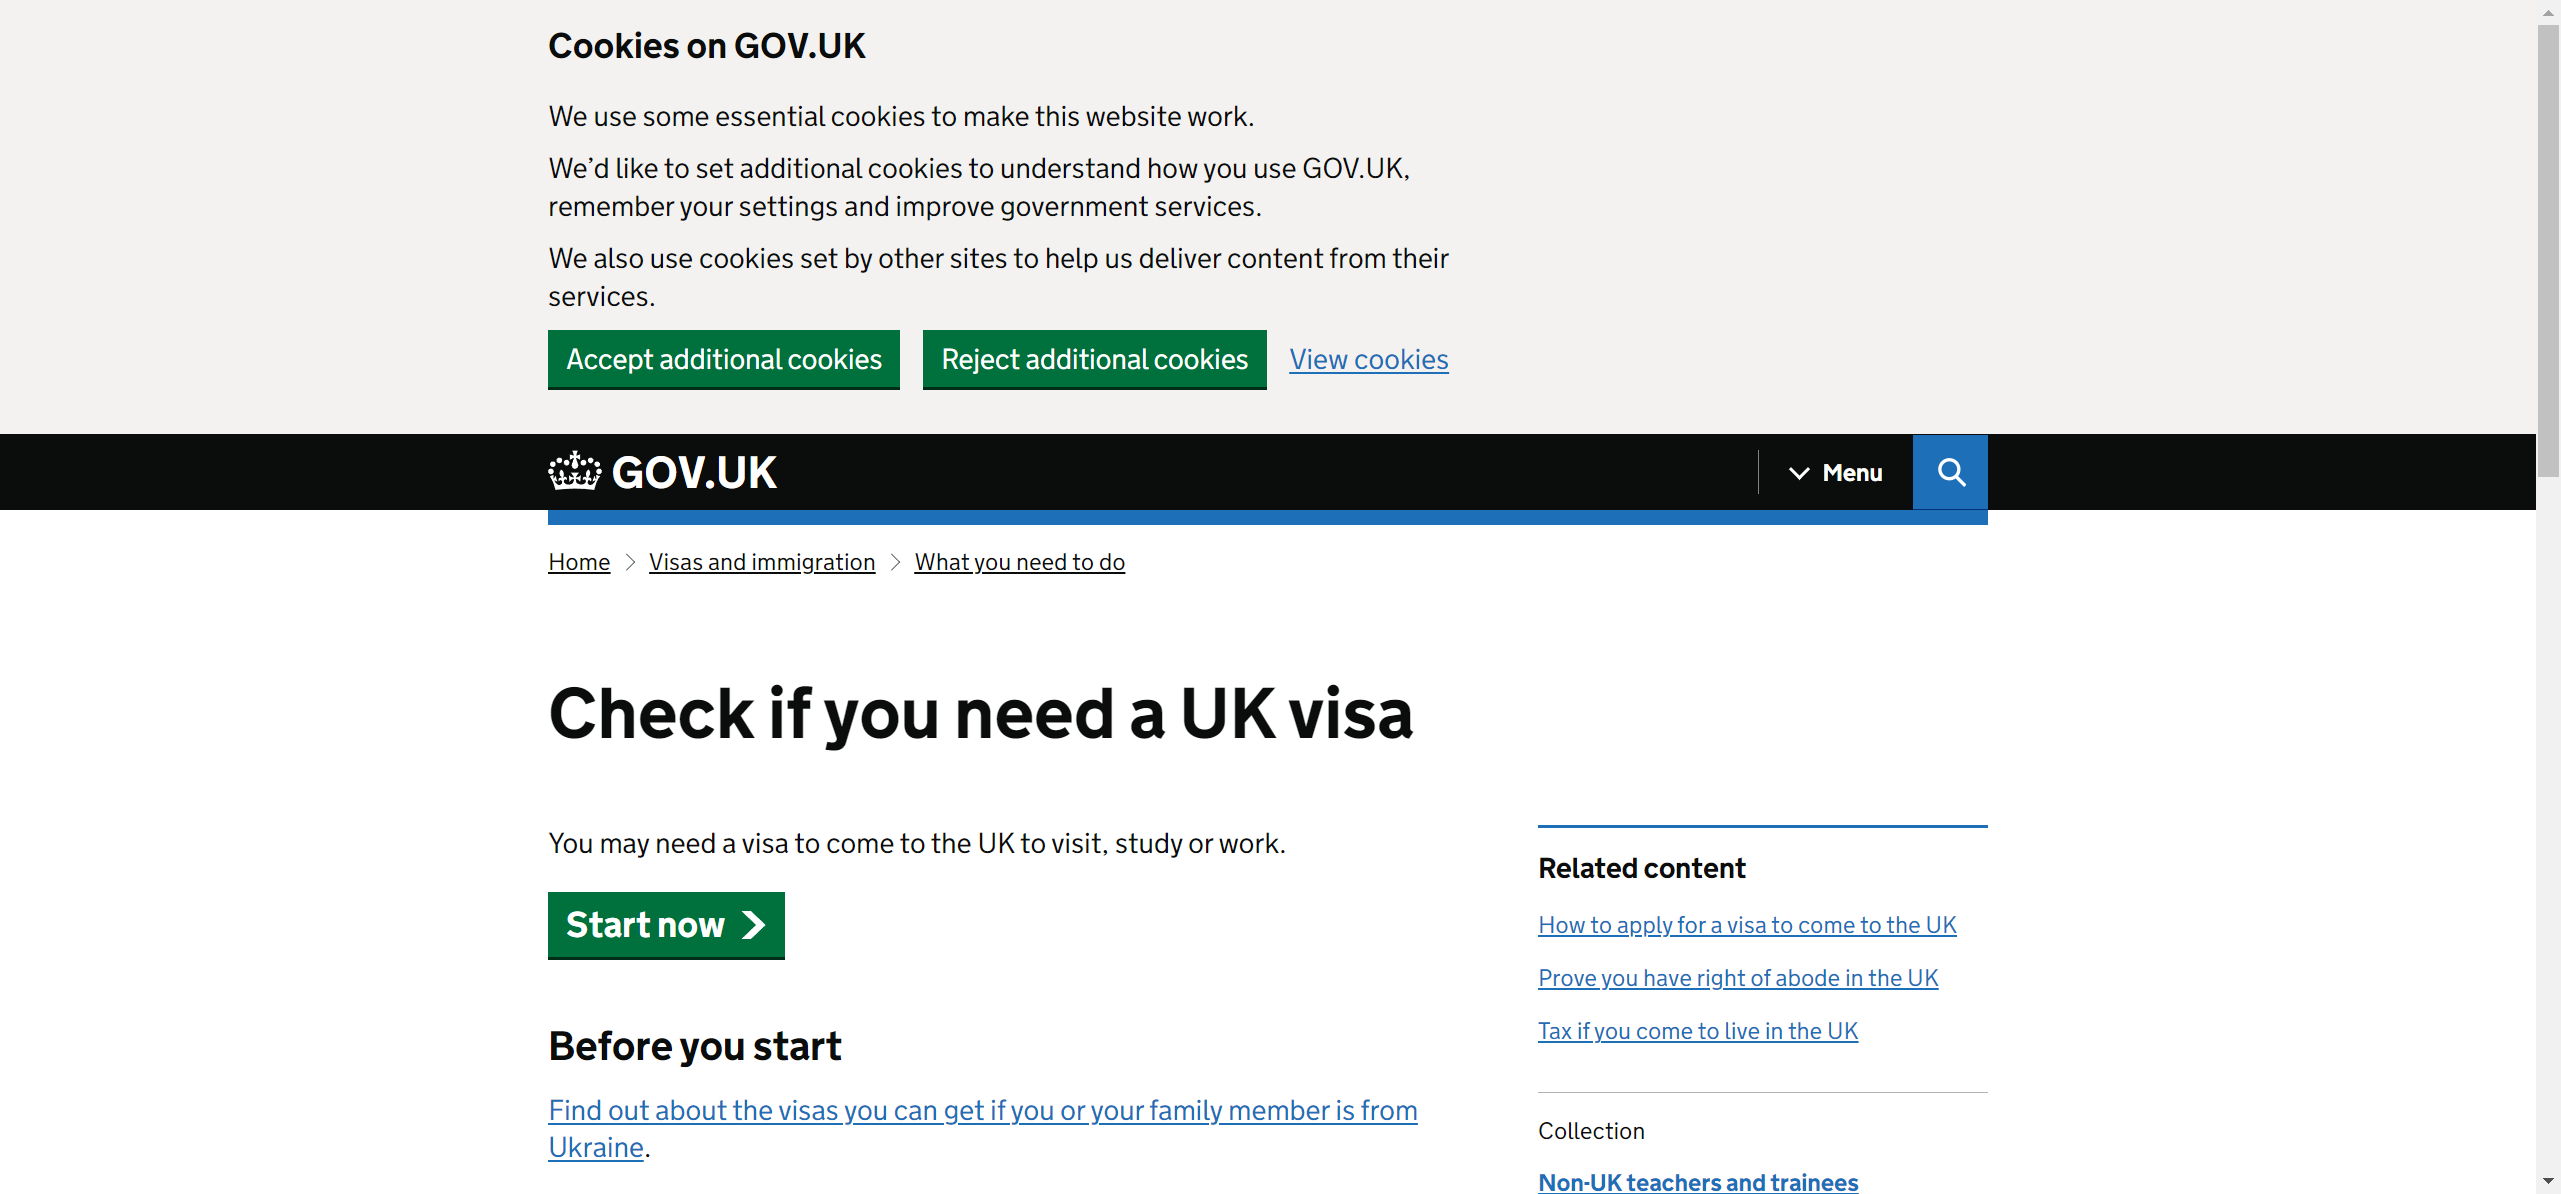 Cookies on GOV.UK
We use some essential cookies to make this website work.
We’d like to set additional cookies to understand how you use GOV.UK,
remember your settings and improve government services.
We also use cookies set by other sites to help us deliver content from their
services.
Accept additional cookies
Reject additional cookies
View cookies
GOV.UK
Menu
Home
Visas and immigration
What you need to do
Check if you need a UK visa
You may need a visa to come to the UK to visit, study or work.
Start now
Before you start
Find out about the visas you can get if you or your family member is from
Ukraine.
Related content
How to apply for a visa to come to the UK
Prove you have right of abode in the UK
Tax if you come to live in the UK
Collection
Non-UK teachers and trainees